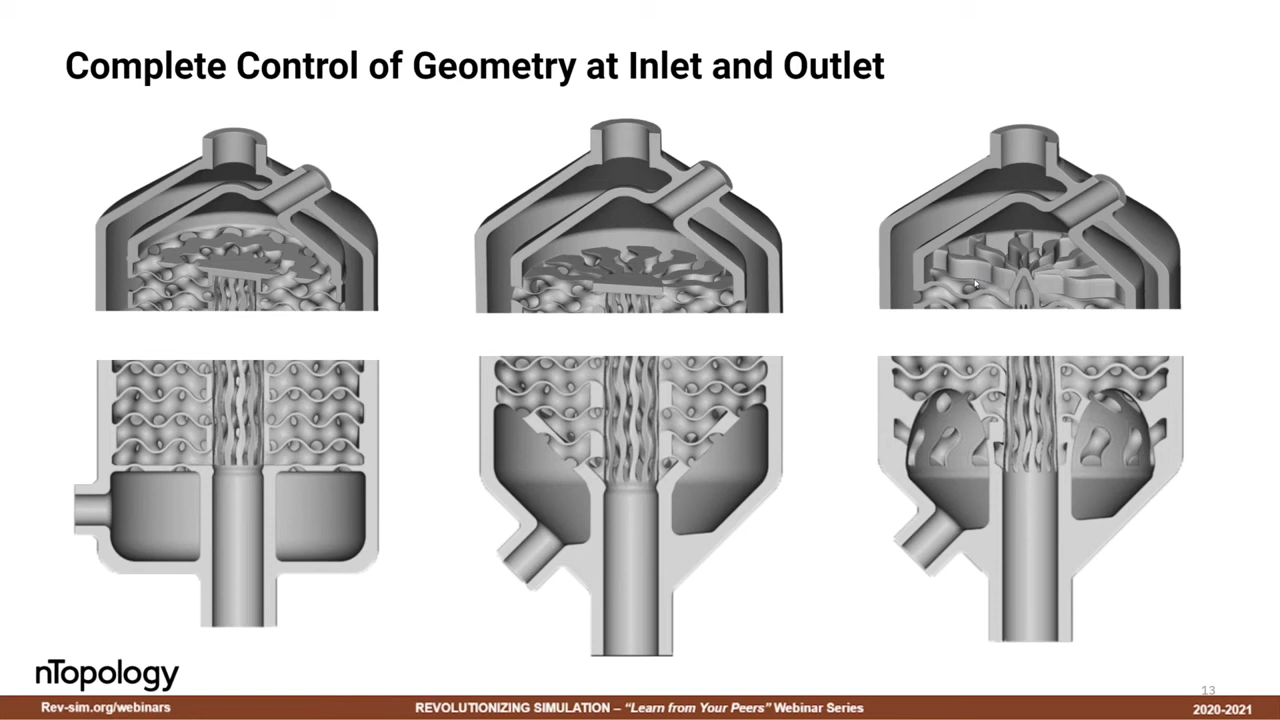 Complete Control of Geometry at Inlet and Outlet
nTopology
13
Rev-sim.org/webinars
REVOLUTIONIZING SIMULATION – “Learn from Your Peers” Webinar Series
2020-2021